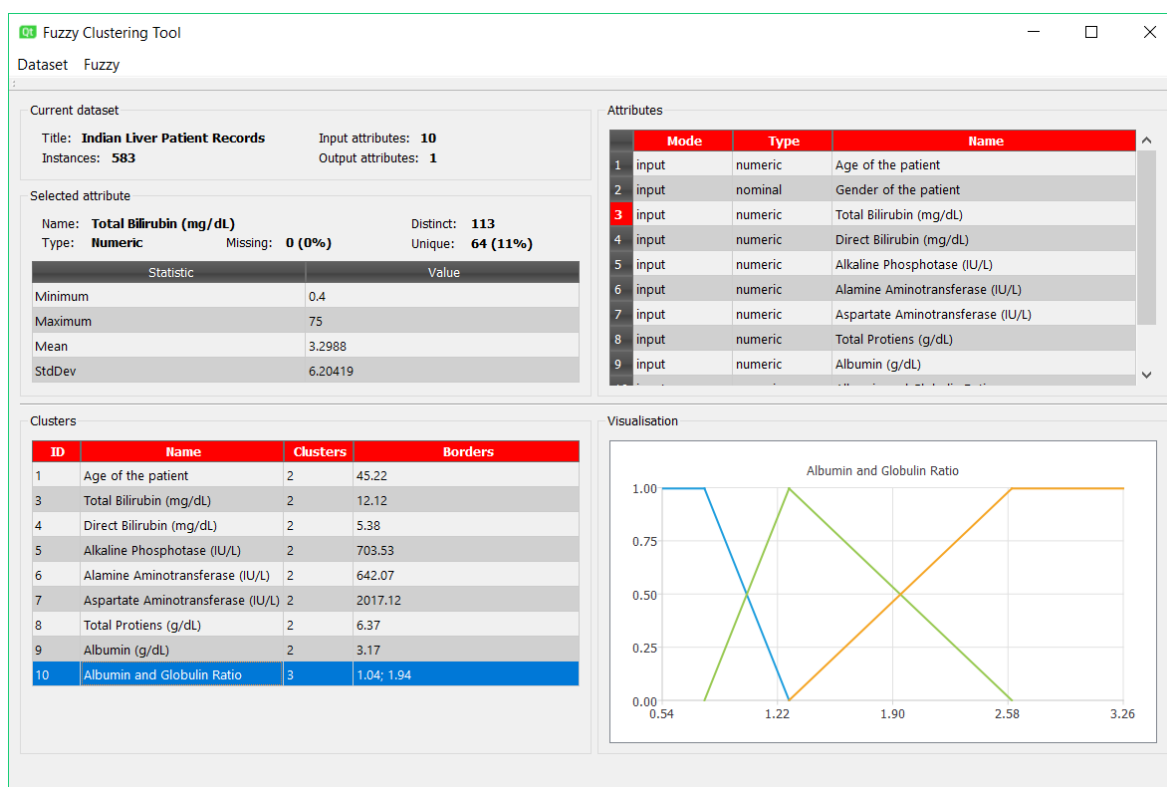 Qt Fuzzy Clustering Tool
Dataset Fuzzy
Current dataset
Title: Indian Liver Patient Records Input attributes: 10
Instances: 583 Output attributes: 1
Selected attribute
Name: Total Bilirubin (mg/dL) Distinct: 113
Type: Numeric Missing: 0 (0%) Unique: 64 (11%)
Statistic Value
Minimum 0.4
Maximum 75
Mean 3.2988
StdDev 6.20419
Attributes
Mode Type Name
1 input numeric Age of the patient
2 input nominal Gender of the patient
3 input numeric Total Bilirubin (mg/dL)
4 input numeric Direct Bilirubin (mg/dL)
5 input numeric Alkaline Phosphotase (IU/L)
6 input numeric Alamine Aminotransferase (IU/L)
7 input numeric Aspartate Aminotransferase (IU/L)
8 input numeric Total Protiens (g/dL)
9 input numeric Albumin (g/dL)
Clusters
ID Name Clusters Borders
1 Age of the patient 2 45.22
3 Total Bilirubin (mg/dL) 2 12.12
4 Direct Bilirubin (mg/dL) 2 5.38
5 Alkaline Phosphotase (IU/L) 2 703.53
6 Alamine Aminotransferase (IU/L) 2 642.07
7 Aspartate Aminotransferase (IU/L) 2 2017.12
8 Total Protiens (g/dL) 2 6.37
9 Albumin (g/dL) 2 3.17
10 Albumin and Globulin Ratio 3 1.04; 1.94
Visualisation
Albumin and Globulin Ratio
1.00
0.75
0.50
0.25
0.00
0.54 1.22 1.90 2.58 3.26